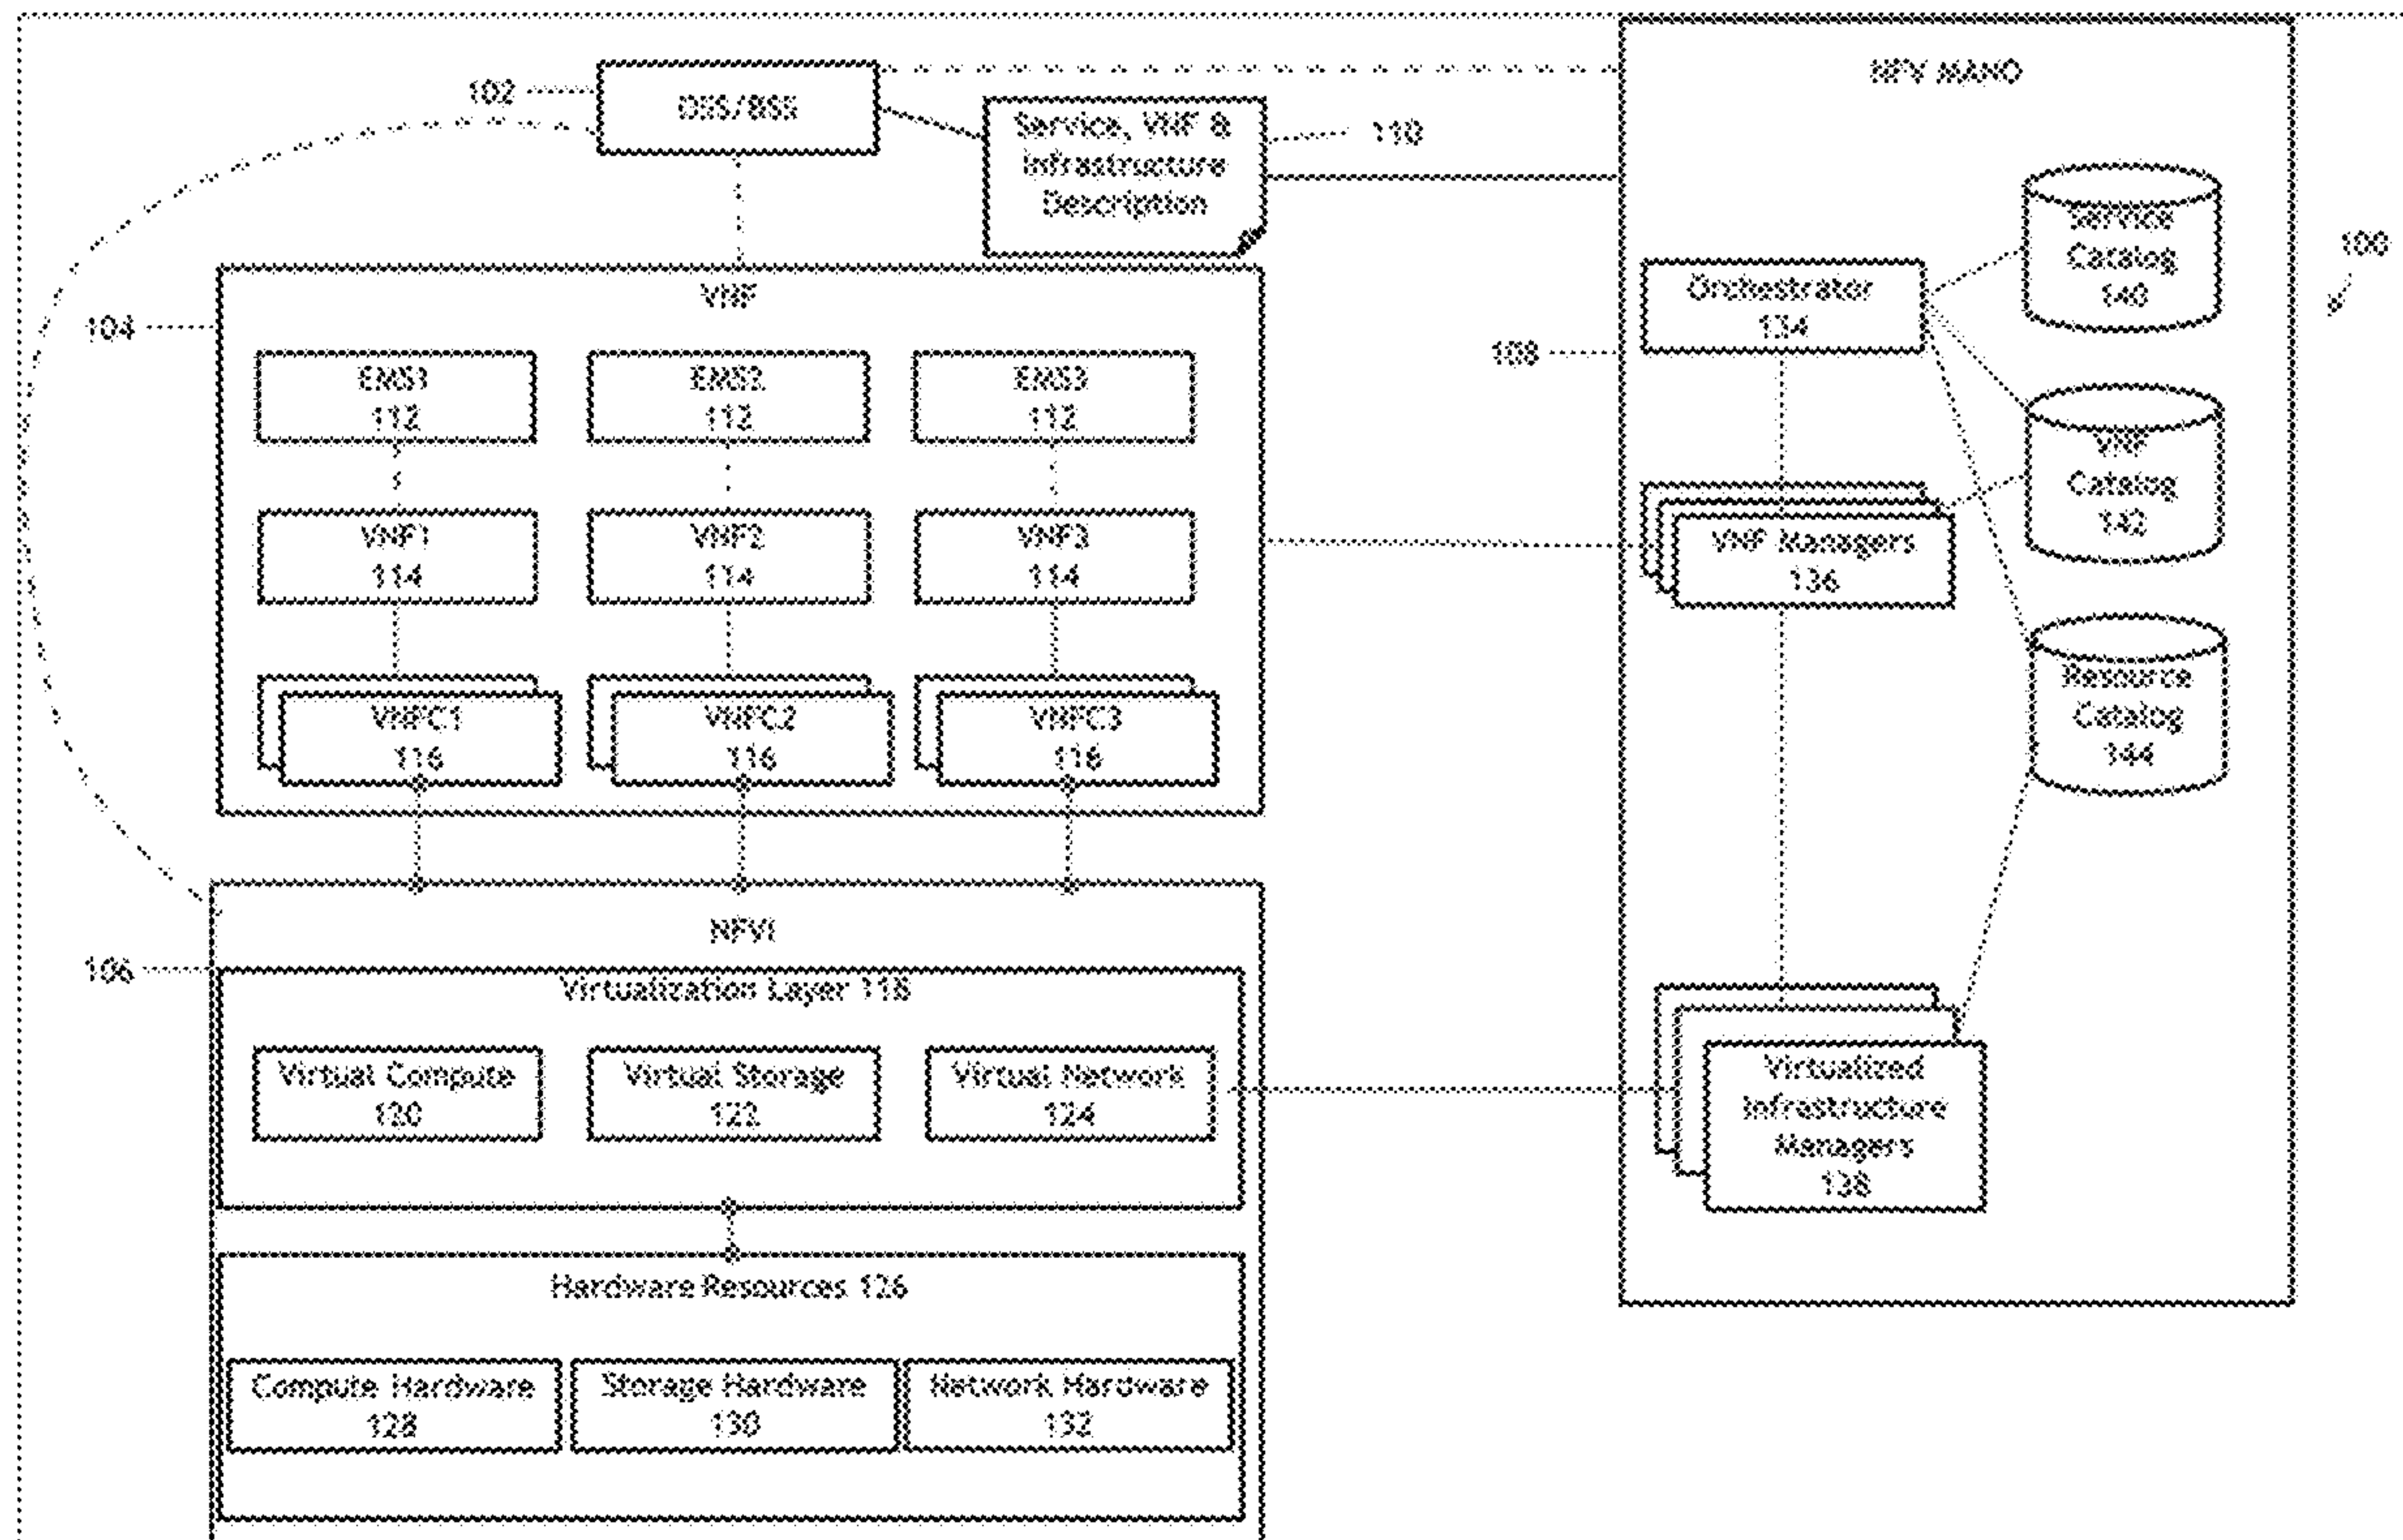 102
OSS/BSS
Service, VNF &
Infrastructure
Description
110
NFV MANO
100
104
VNF
EMS1
112
EMS2
112
EMS3
112
VNF1
114
VNF2
114
VNF3
114
VNFC1
116
VNFC2
116
VNFC3
116
108
Orchestrator
134
Service
Catalog
140
VNF
Catalog
142
VNF Managers
136
Resource
Catalog
144
106
NFVI
Virtualization Layer 118
Virtual Compute
120
Virtual Storage
122
Virtual Network
124
Virtualized
Infrastructure
Managers
138
Hardware Resources 126
Compute Hardware
128
Storage Hardware
130
Network Hardware
132